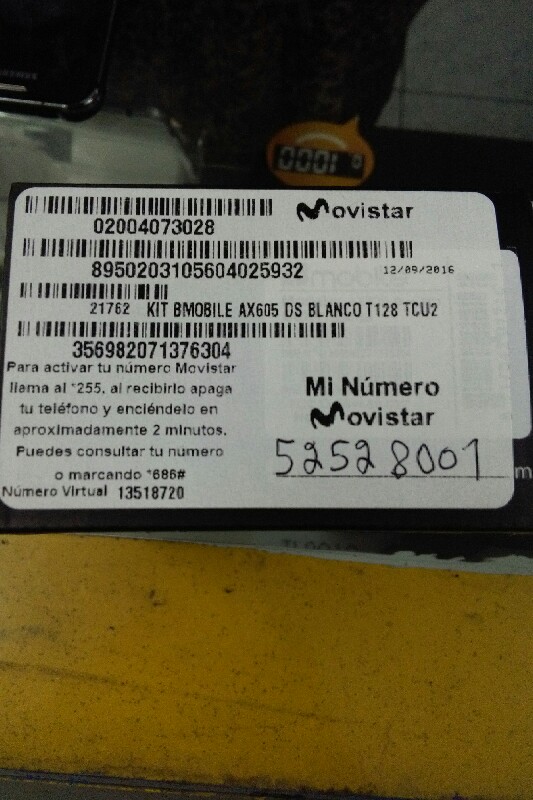 SAMSUNG
Movistar
02004073028
8950203105604025932
12/09/2016
21762 KIT BMOBILE AX605 DS BLANCO T128 TCU2
356982071376304
Para activar tu número Movistar
llama al *255, al recibirlo apaga
tu teléfono y enciéndelo en
aproximadamente 2 minutos.
Puedes consultar tu número
o marcando *686#
Número Virtual 13518720
Mi Número
Movistar
52528001
m